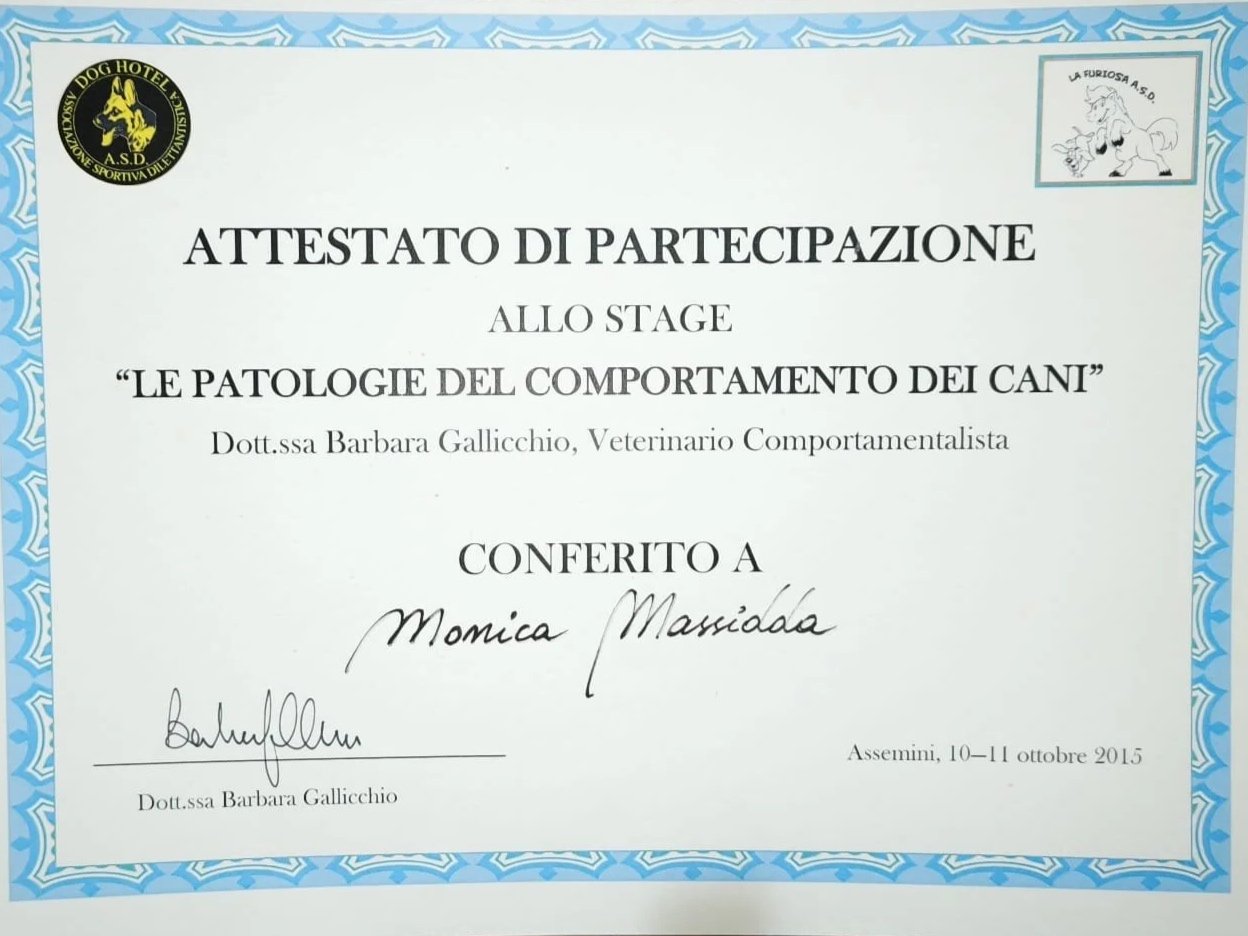 DOG HOTEL
A.S.D.
ASSOCIAZIONE SPORTIVA DILETTANTISTICA
LA FURIOSA A.S.D.
ATTESTATO DI PARTECIPAZIONE
ALLO STAGE
“LE PATOLOGIE DEL COMPORTAMENTO DEI CANI”
Dott.ssa Barbara Gallicchio, Veterinario Comportamentalista
CONFERITO A
Monica Massidda
Dott.ssa Barbara Gallicchio
Assemini, 10–11 ottobre 2015